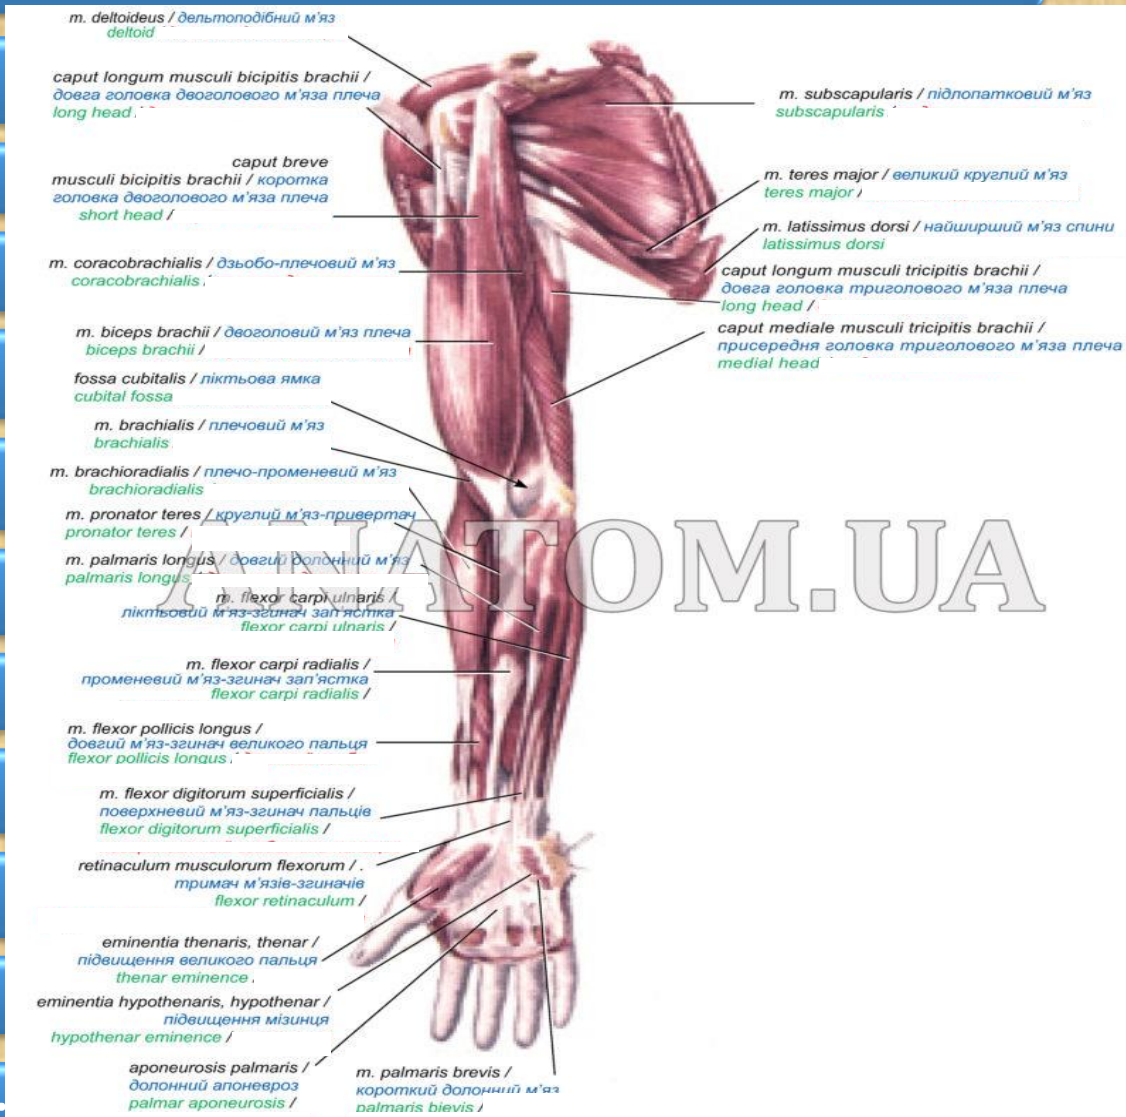 m. deltoideus / дельтоподібний м'яз
deltoid
caput longum musculi bicipitis brachii /
довга головка двоголового м'яза плеча
long head
caput breve
musculi bicipitis brachii / коротка
головка двоголового м'яза плеча
short head /
m. coracobrachialis / дзьобо-плечовий м'яз
coracobrachialis
m. biceps brachii / двоголовий м'яз плеча
biceps brachii /
fossa cubitalis / ліктьова ямка
cubital fossa
m. brachialis / плечовий м'яз
brachialis
m. brachioradialis / плечо-променевий м'яз
brachioradialis
m. pronator teres / круглий м'яз-привертач
pronator teres /
m. palmaris longus / довгий долонний м'яз
palmaris longus
m. flexor carpi ulnaris /
ліктьовий м'яз-згинач зап'ястка
flexor carpi ulnaris /
m. flexor carpi radialis /
променевий м'яз-згинач зап'ястка
flexor carpi radialis /
m. flexor pollicis longus /
довгий м'яз-згинач великого пальця
flexor pollicis longus
m. flexor digitorum superficialis /
поверхневий м'яз-згинач пальців
flexor digitorum superficialis /
retinaculum musculorum flexorum /
тримач м'язів-згиначів
flexor retinaculum /
eminentia thenaris, thenar /
підвищення великого пальця
thenar eminence
eminentia hypothenaris, hypothenar /
підвищення мізинця
hypothenar eminence /
aponeurosis palmaris /
долонний апоневроз
palmar aponeurosis /
m. palmaris brevis /
короткий долонний м'яз
palmaris bievis /
m. subscapularis / підлопатковий м'яз
subscapularis
m. teres major / великий круглий м'яз
teres major /
m. latissimus dorsi / найширший м'яз спини
latissimus dorsi
caput longum musculi tricipitis brachii /
довга головка триголового м'яза плеча
long head /
caput mediale musculi tricipitis brachii /
присередня головка триголового м'яза плеча
medial head
ANATOM.UA